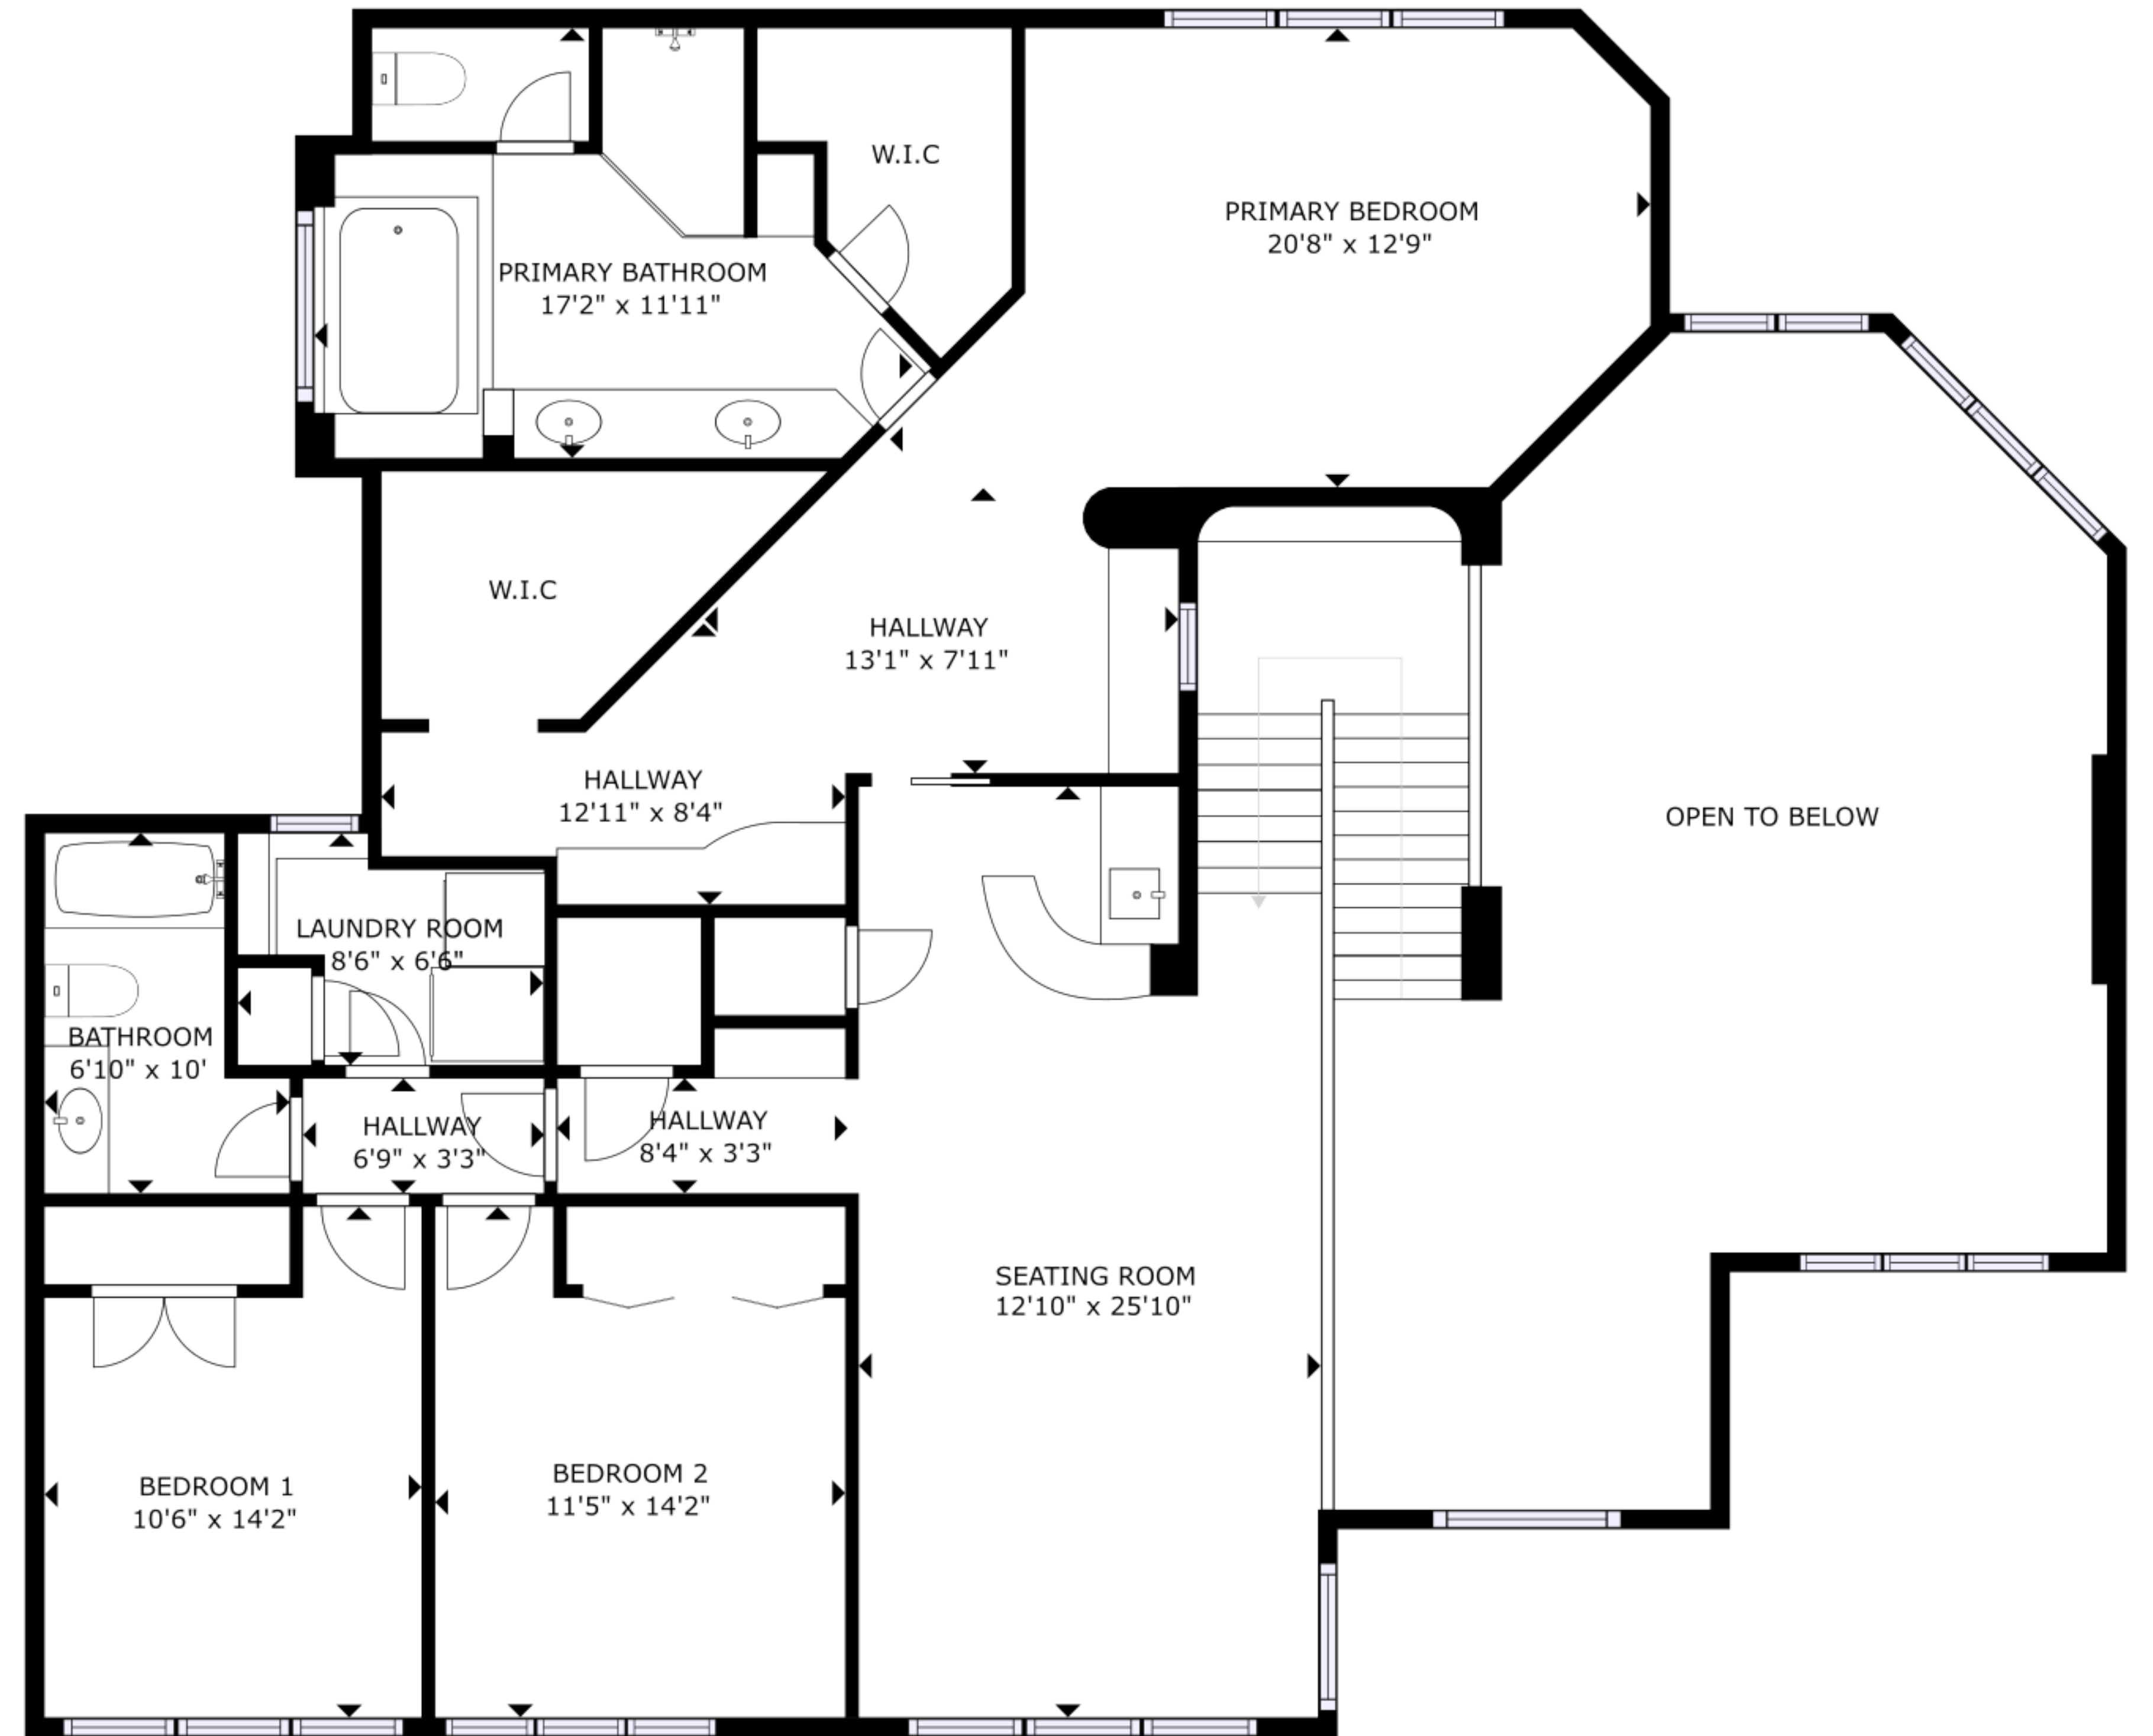 W.I.C
PRIMARY BEDROOM
20'8" x 12'9"
PRIMARY BATHROOM
17'2" x 11'11"
W.I.C
HALLWAY
13'1" x 7'11"
HALLWAY
12'11" x 8'4"
OPEN TO BELOW
LAUNDRY ROOM
8'6" x 6'6"
BATHROOM
6'10" x 10'
HALLWAY
6'9" x 3'3"
HALLWAY
8'4" x 3'3"
SEATING ROOM
12'10" x 25'10"
BEDROOM 1
10'6" x 14'2"
BEDROOM 2
11'5" x 14'2"